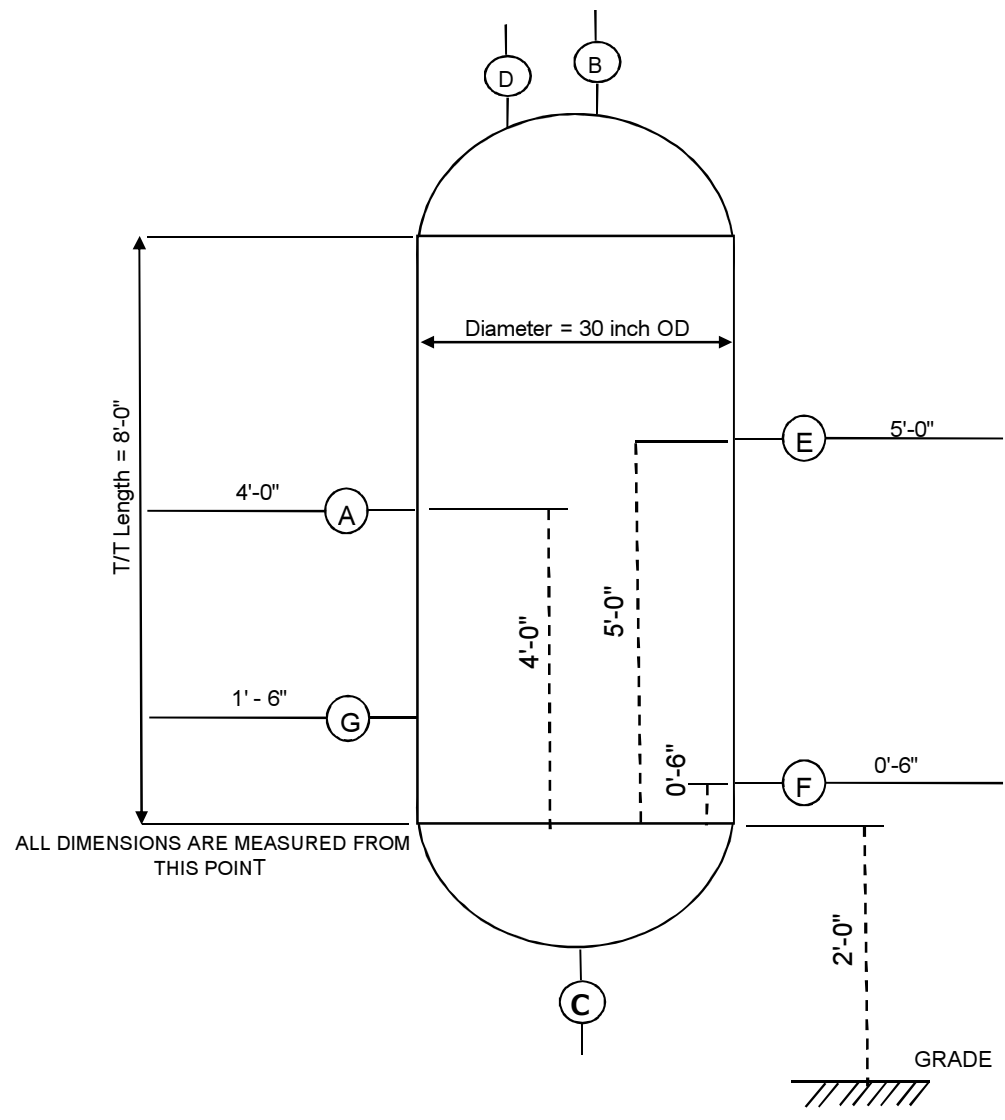 D
B
Diameter = 30 inch OD
T/T Length = 8'-0"
E
5'-0"
4'-0"
A
5'-0"
4'-0"
1' - 6"
G
0'-6"
F
0'-6"
ALL DIMENSIONS ARE MEASURED FROM
THIS POINT
2'-0"
C
GRADE